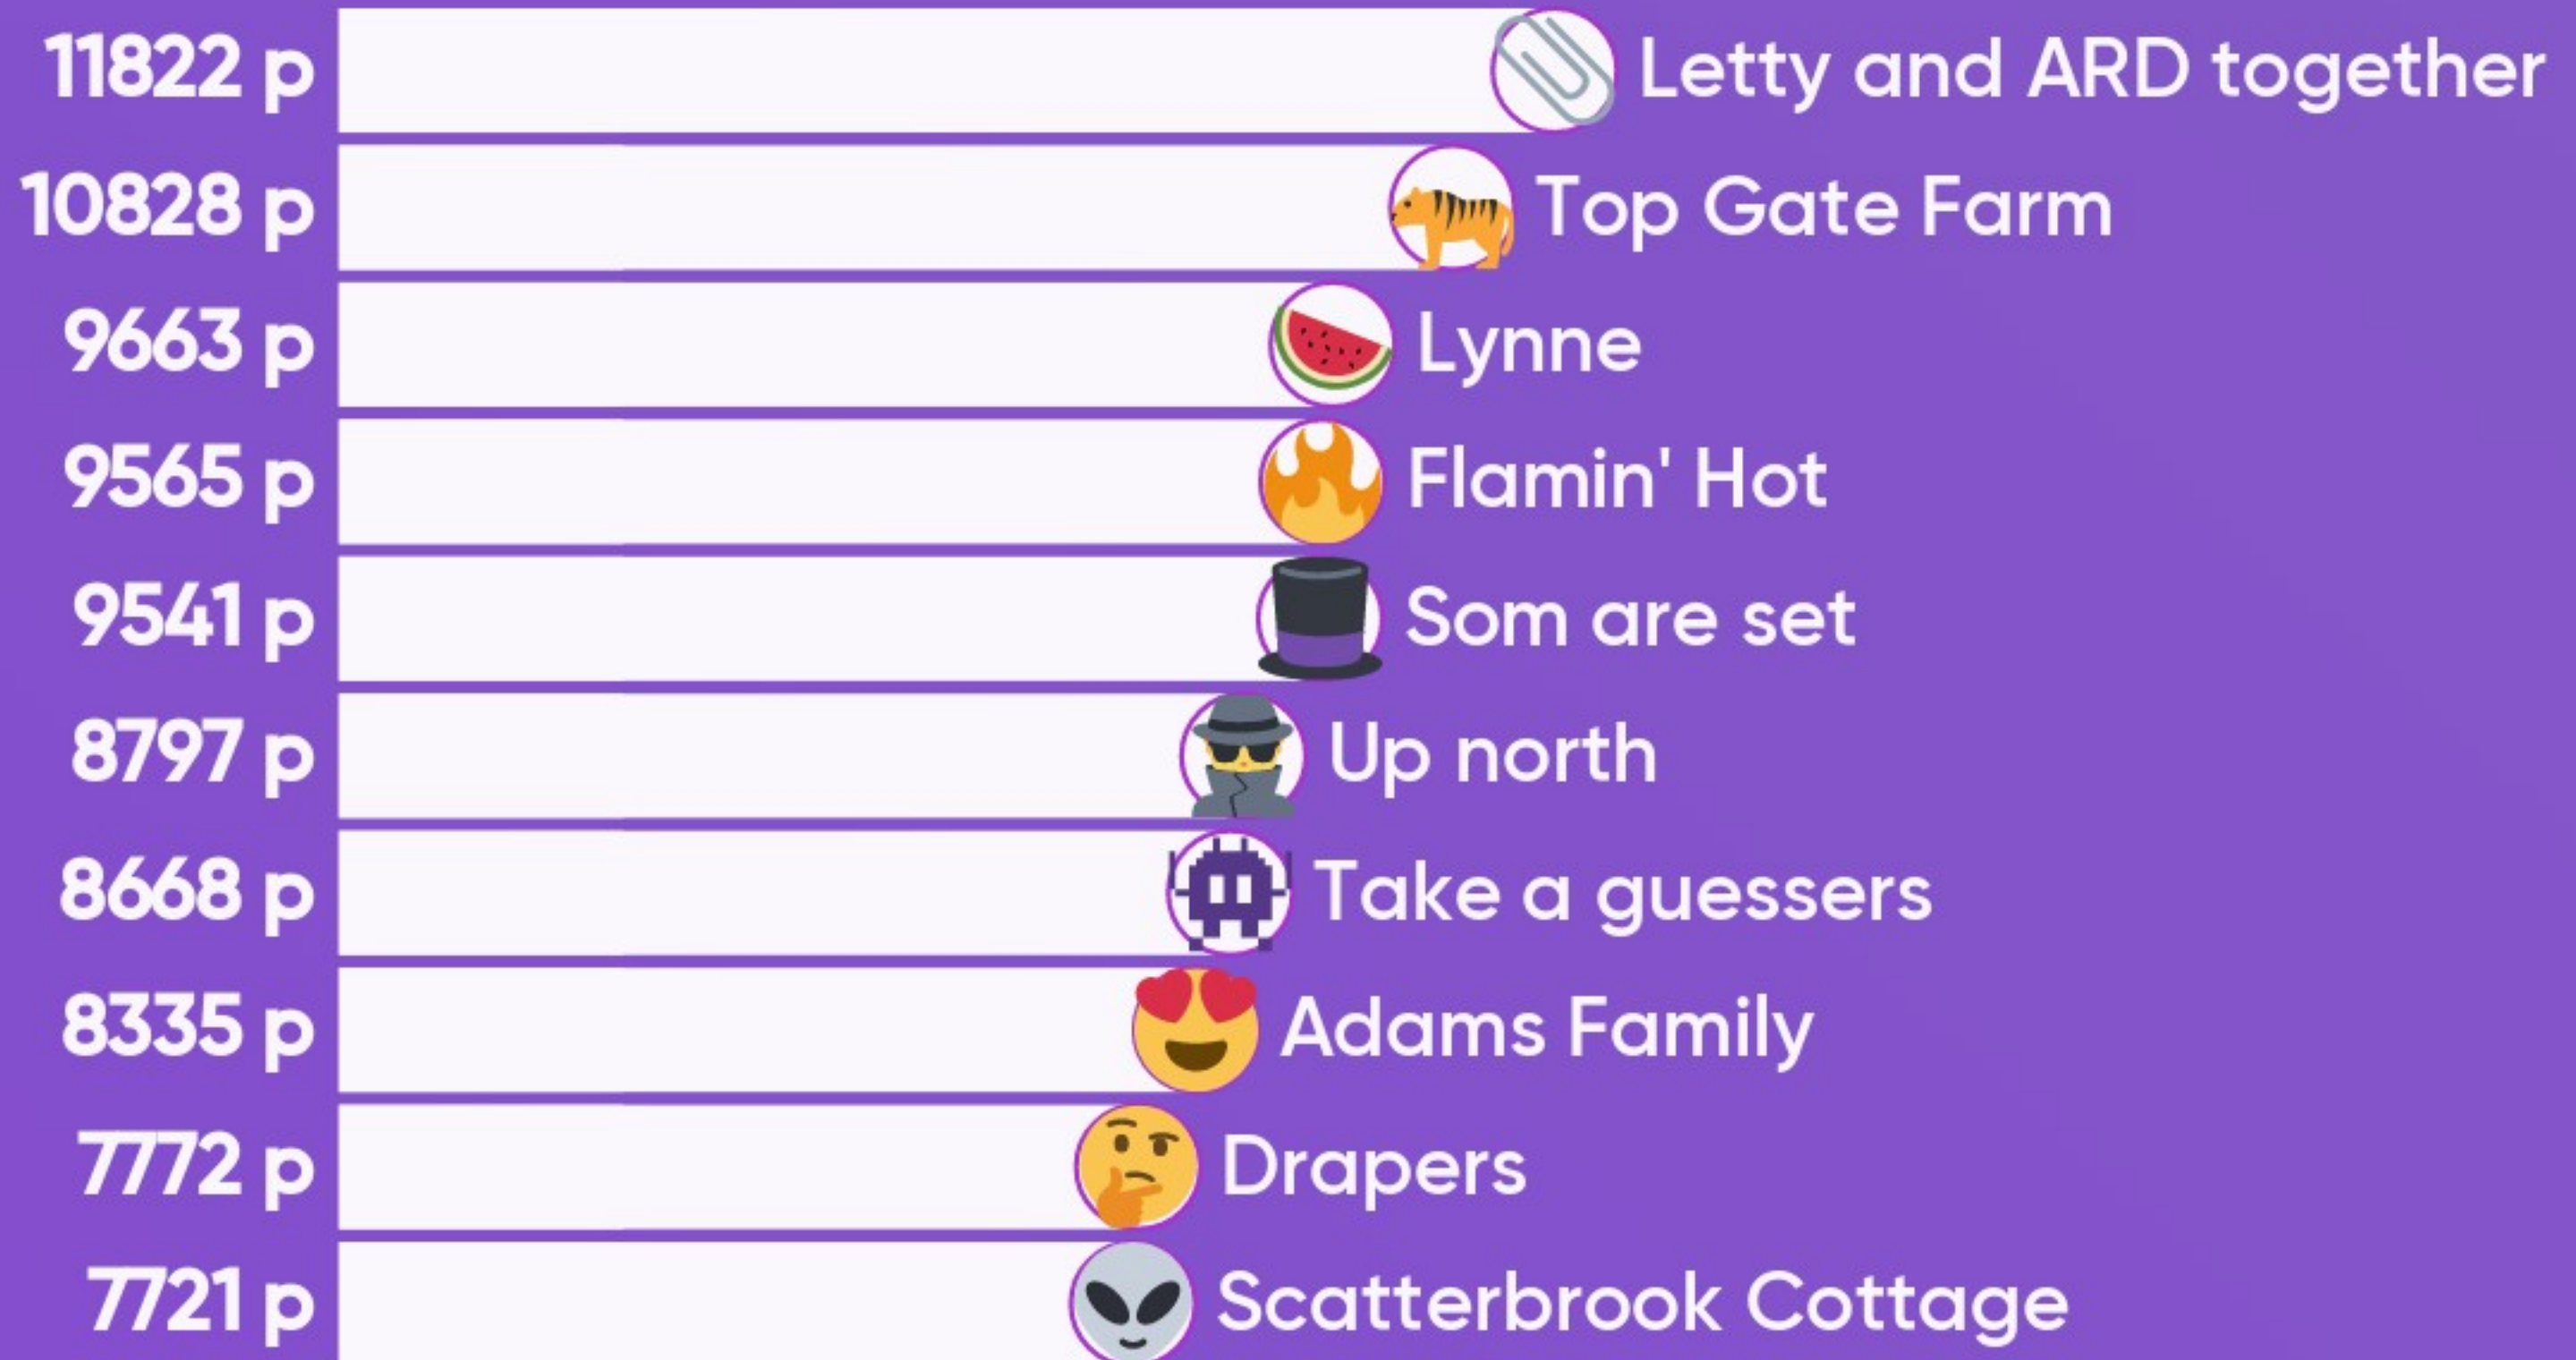 11822 p Letty and ARD together
10828 p Top Gate Farm
9663 p Lynne
9565 p Flamin' Hot
9541 p Som are set
8797 p Up north
8668 p Take a guessers
8335 p Adams Family
7772 p Drapers
7721 p Scatterbrook Cottage